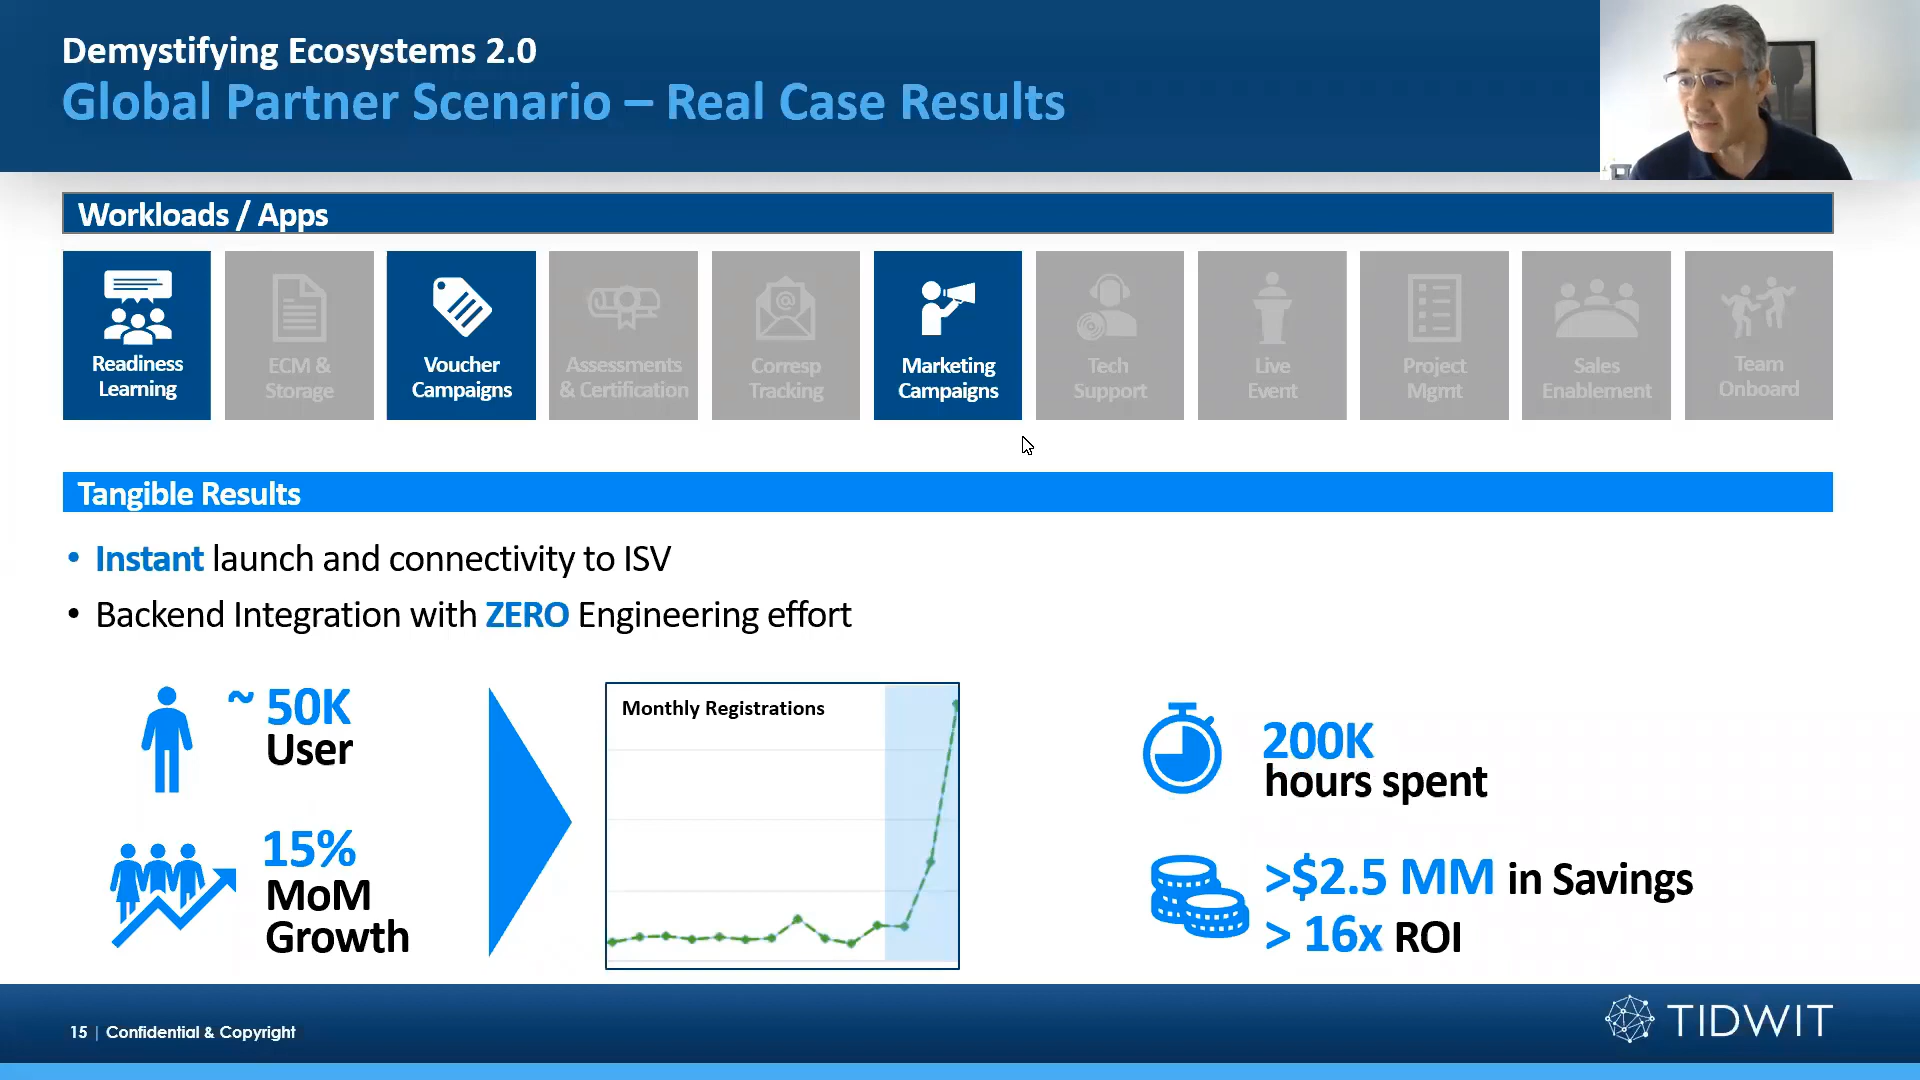 Demystifying Ecosystems 2.0
Global Partner Scenario – Real Case Results
Workloads / Apps
Readiness
Learning
ECM &
Storage
Voucher
Campaigns
Assessments
& Certification
Corresp
Tracking
Marketing
Campaigns
Tech
Support
Live
Event
Project
Mgmt
Sales
Enablement
Team
Onboard
Tangible Results
• Instant launch and connectivity to ISV
• Backend Integration with ZERO Engineering effort
~ 50K
User
15%
MoM
Growth
Monthly Registrations
200K
hours spent
>$2.5 MM in Savings
> 16x ROI
15 | Confidential & Copyright
TIDWIT